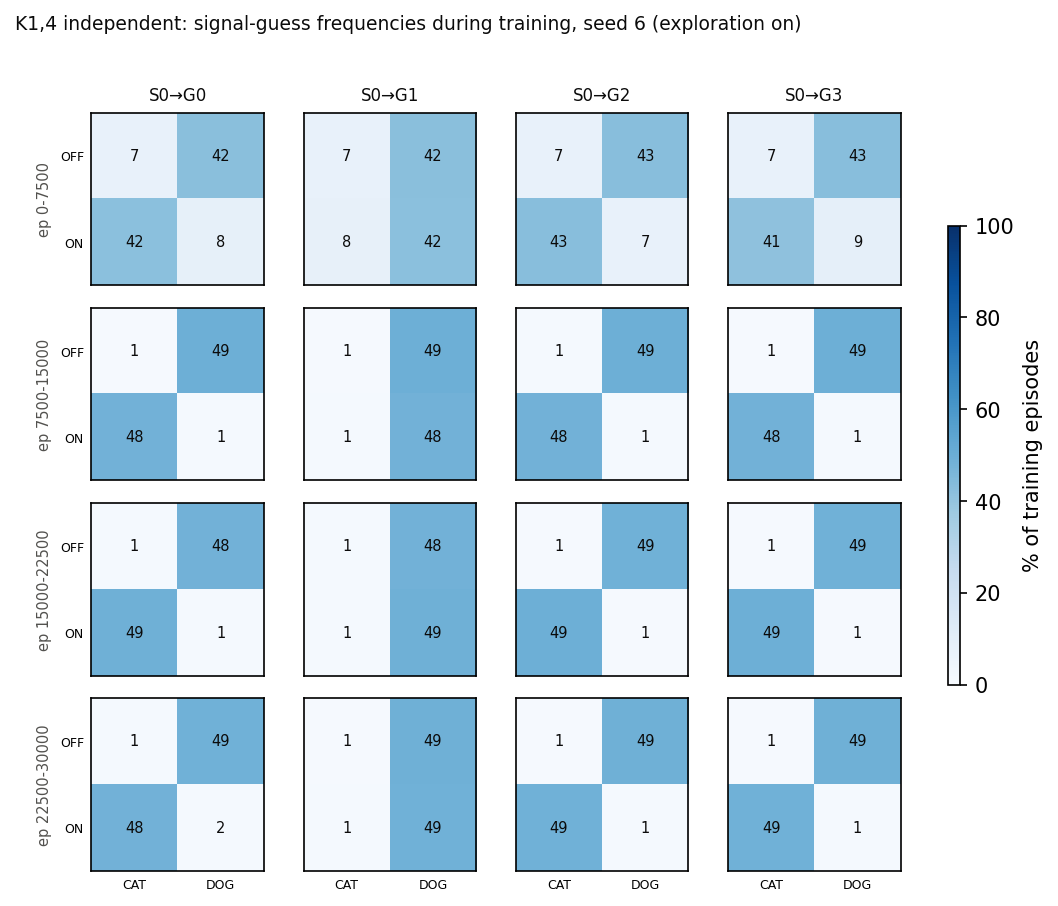 K1,4 independent: signal-guess frequencies during training, seed 6 (exploration on)
S0→G0 S0→G1 S0→G2 S0→G3
ep 0-7500
OFF 7 42 7 42 7 43 7 43
ON 42 8 8 42 43 7 41 9
ep 7500-15000
OFF 1 49 1 49 1 49 1 49
ON 48 1 1 48 48 1 48 1
ep 15000-22500
OFF 1 48 1 48 1 49 1 49
ON 49 1 1 49 49 1 49 1
ep 22500-30000
OFF 1 49 1 49 1 49 1 49
ON 48 2 1 49 49 1 49 1
CAT DOG CAT DOG CAT DOG CAT DOG
100
80
60
40
20
0
% of training episodes